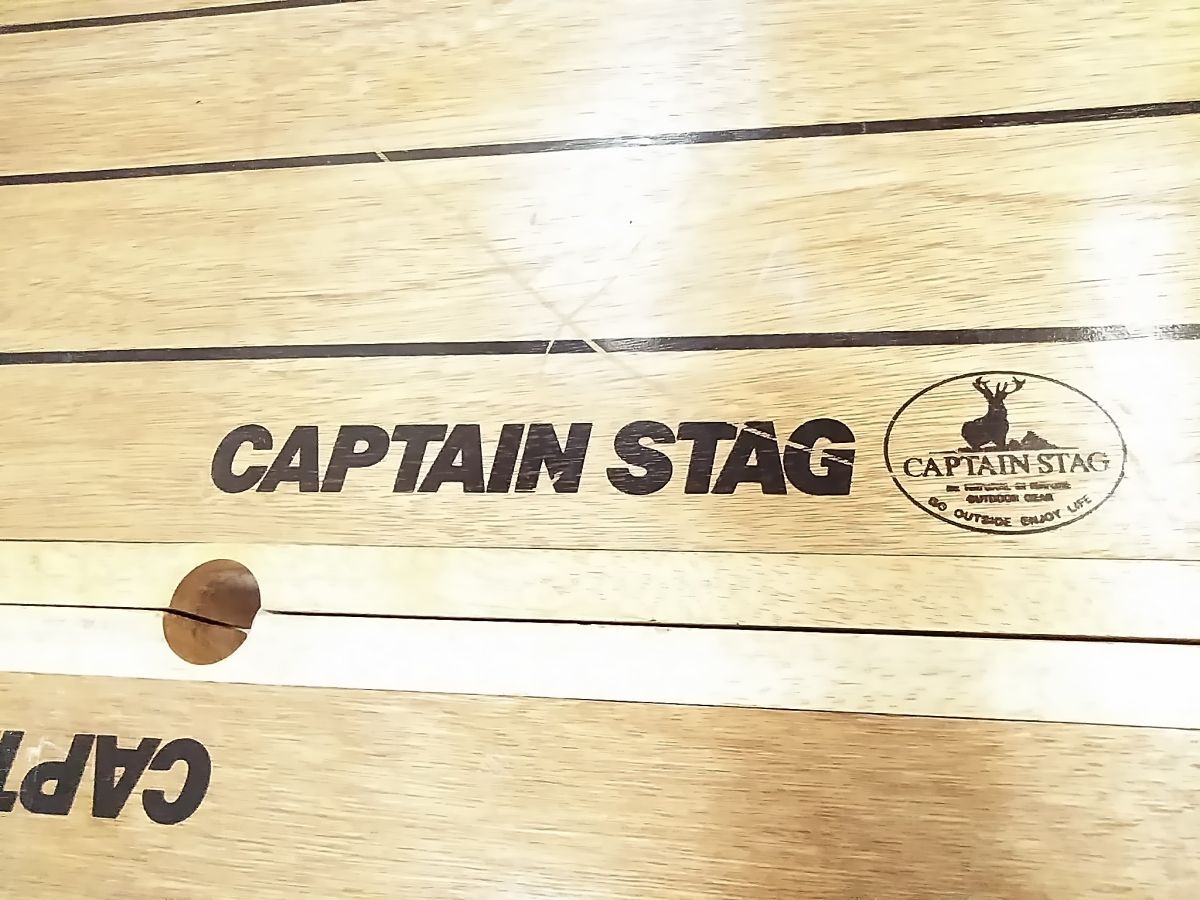 CAPTAIN STAG
CAPTAIN STAG
OUTDOOR GEAR
GO OUTSIDE ENJOY LIFE
CAPT